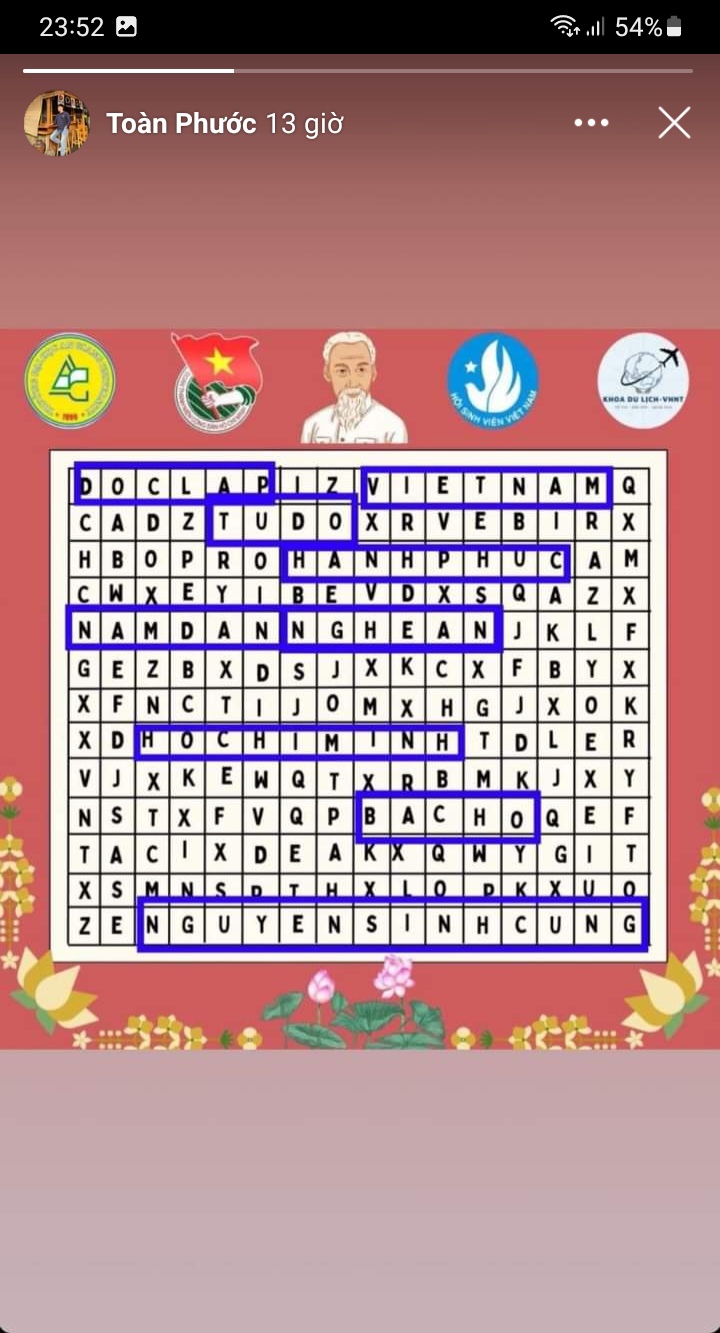 23:52
54%
Toàn Phước 13 giờ
HỘI SINH VIÊN VIỆT NAM
KHOA DU LỊCH-VHNT
D O C L A P I Z V I E T N A M Q
C A D Z T U D O X R V E B I R X
H B O P R O H A N H P H U C A M
C W X E Y I B E V D X S Q A Z X
N A M D A N N G H E A N J K L F
G E Z B X D S J X K C X F B Y X
X F N C T I J O M X H G J X O K
X D H O C H I M I N H T D L E R
V J X K E W Q T X R B M K J X Y
N S T X F V Q P B A C H O Q E F
T A C I X D E A K X Q W Y G I T
X S M N S P T H X L O P K X U O
Z E N G U Y E N S I N H C U N G